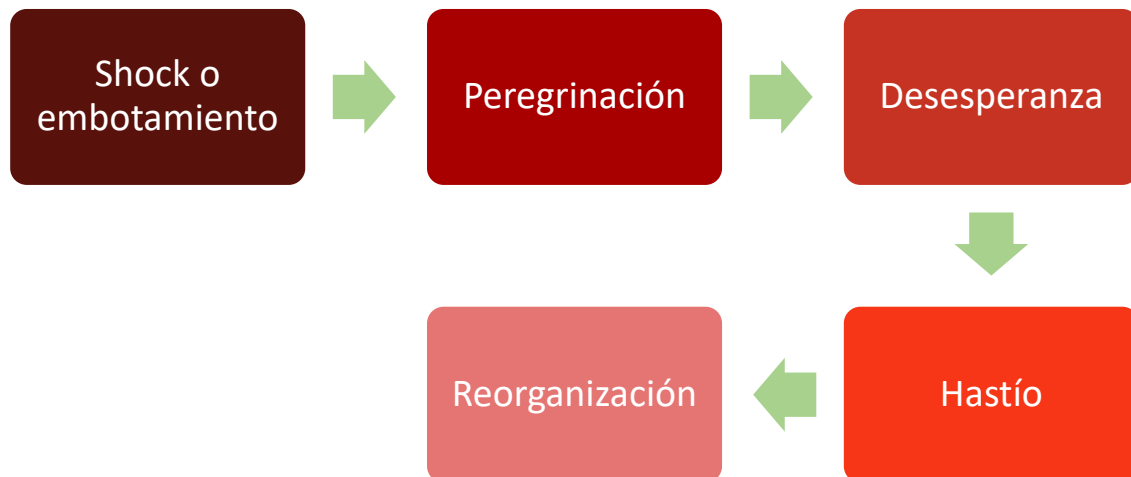 Shock o
embotamiento
Peregrinación
Desesperanza
Hastío
Reorganización